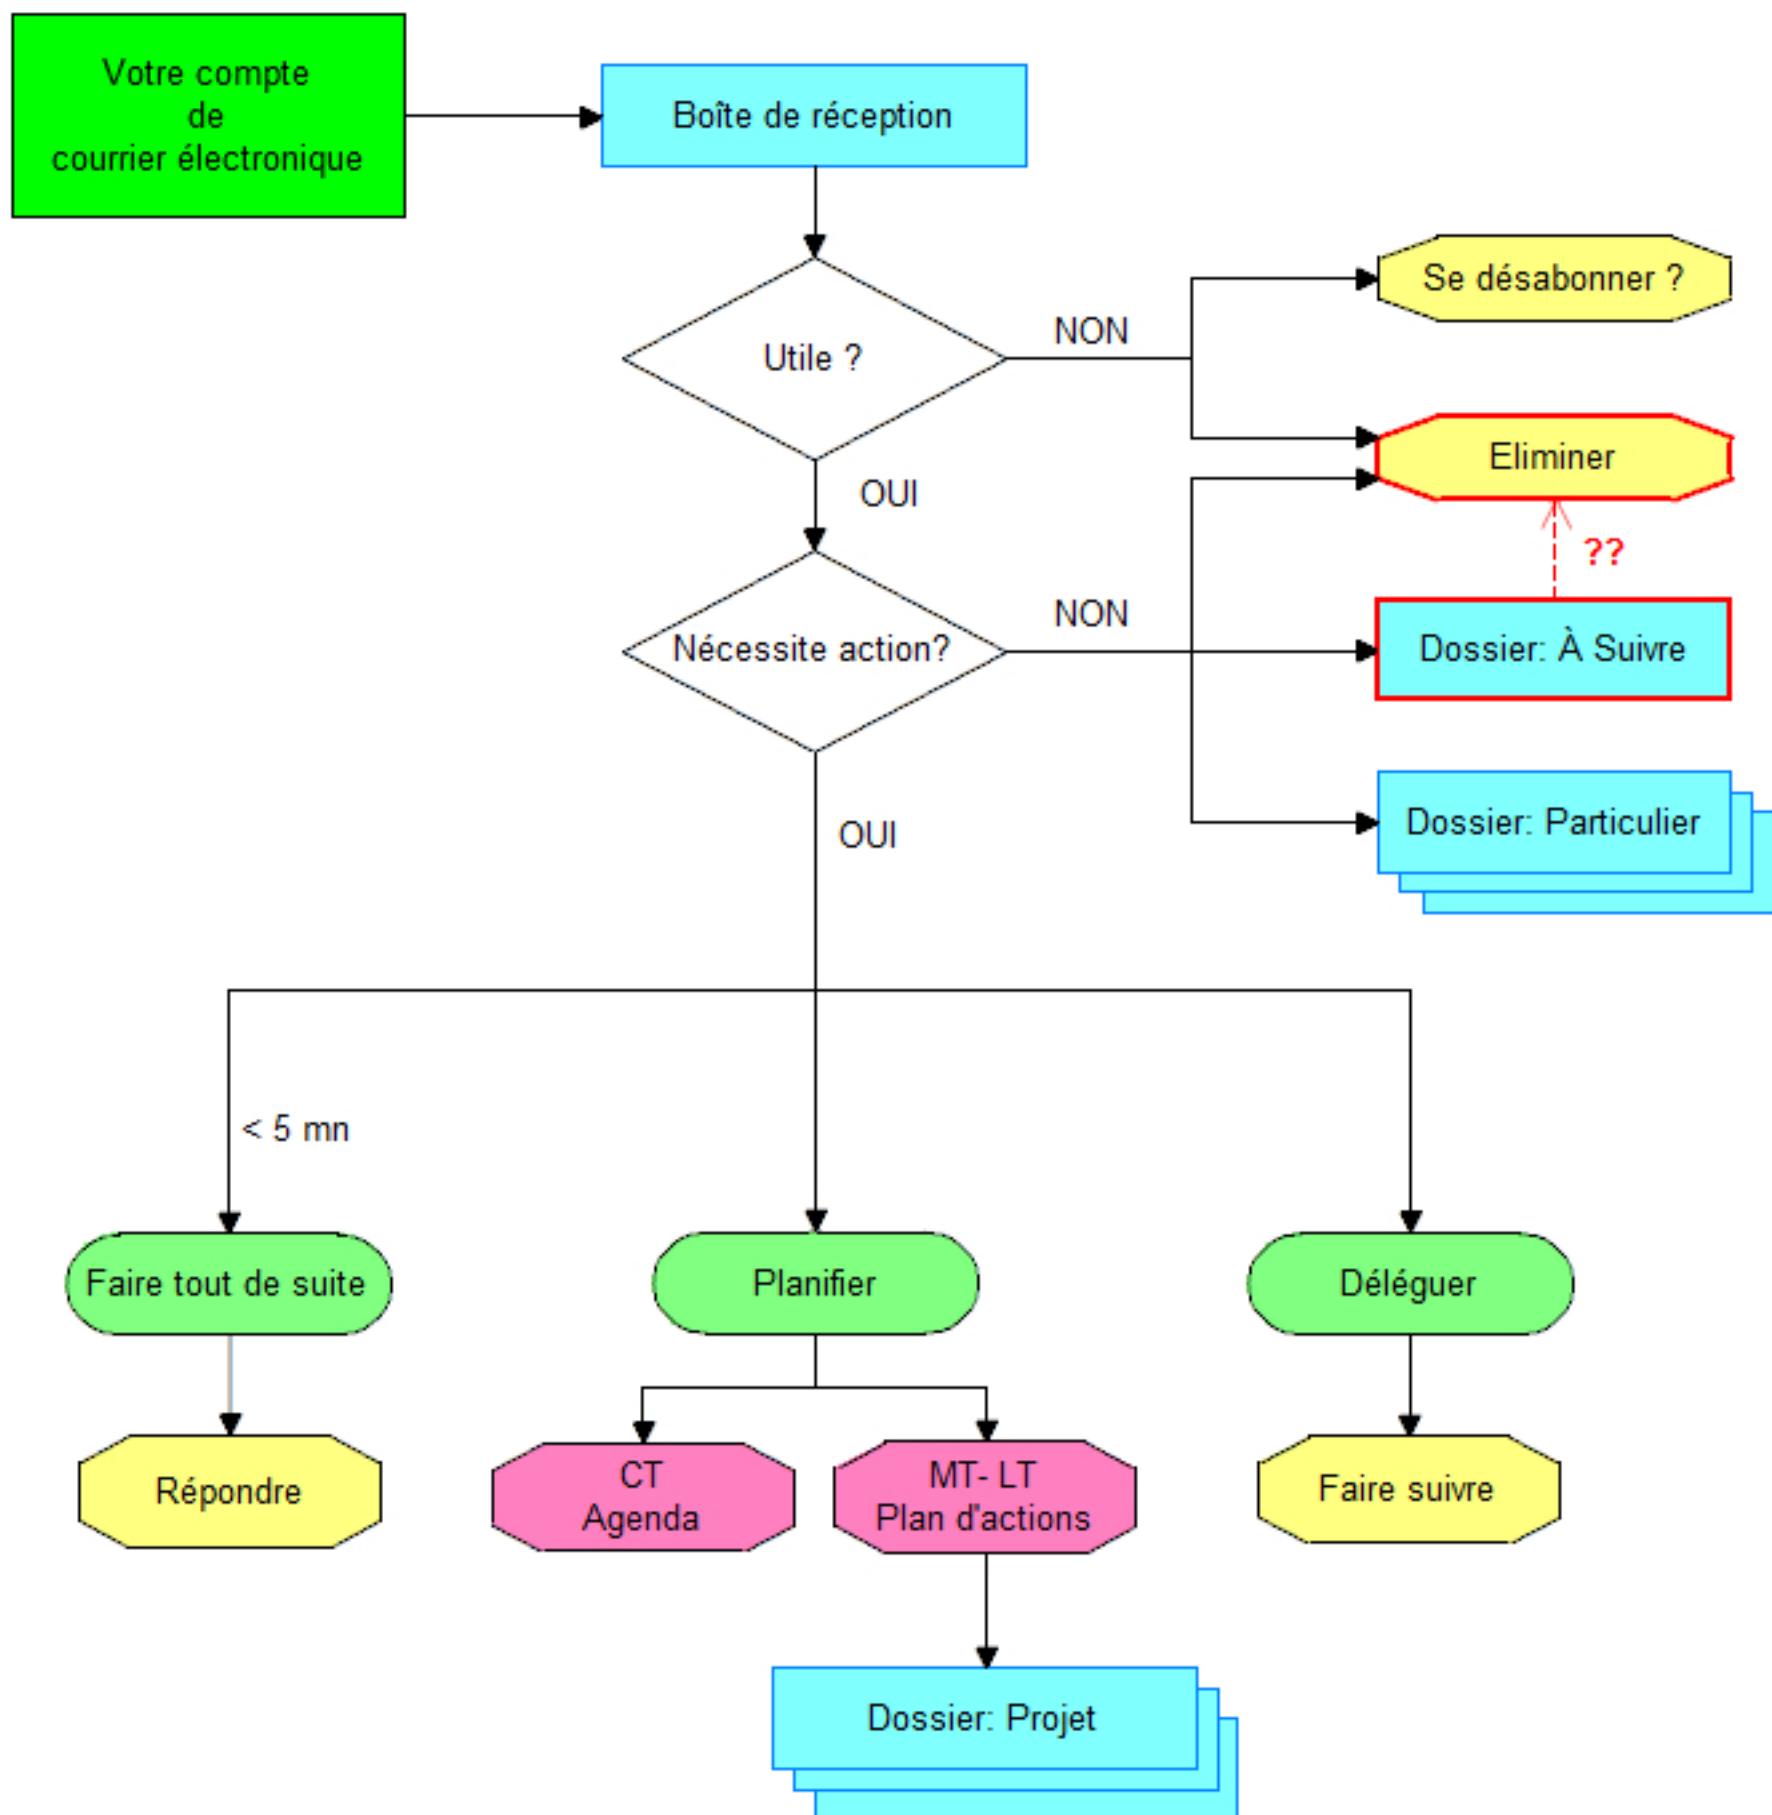 Votre compte
de
courrier électronique
Boîte de réception
Se désabonner ?
NON
Utile ?
Eliminer
OUI
??
NON
Nécessite action?
Dossier: À Suivre
Dossier: Particulier
OUI
< 5 mn
Faire tout de suite
Planifier
Déléguer
Répondre
CT
Agenda
MT- LT
Plan d'actions
Faire suivre
Dossier: Projet